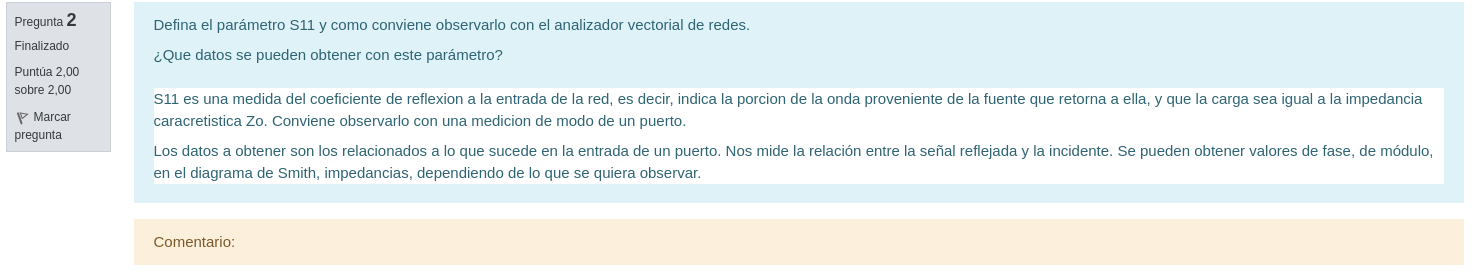 Pregunta 2
Finalizado
Puntúa 2,00
sobre 2,00
Marcar
pregunta
Defina el parámetro S11 y como conviene observarlo con el analizador vectorial de redes.
¿Que datos se pueden obtener con este parámetro?
S11 es una medida del coeficiente de reflexion a la entrada de la red, es decir, indica la porcion de la onda proveniente de la fuente que retorna a ella, y que la carga sea igual a la impedancia
caracretistica Zo. Conviene observarlo con una medicion de modo de un puerto.
Los datos a obtener son los relacionados a lo que sucede en la entrada de un puerto. Nos mide la relación entre la señal reflejada y la incidente. Se pueden obtener valores de fase, de módulo,
en el diagrama de Smith, impedancias, dependiendo de lo que se quiera observar.
Comentario: